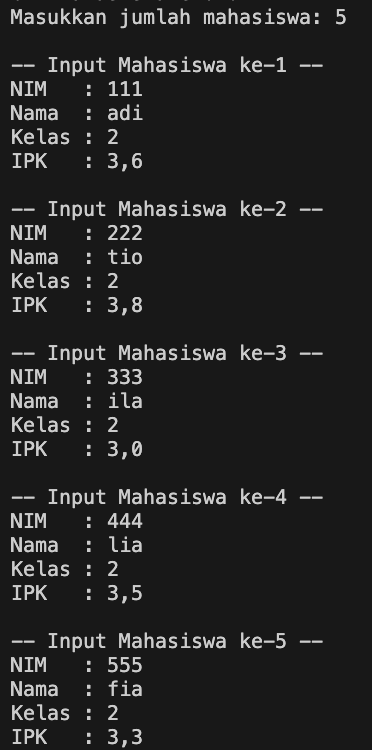 Masukkan jumlah mahasiswa: 5
-- Input Mahasiswa ke-1 --
NIM   : 111
Nama  : adi
Kelas : 2
IPK   : 3,6
-- Input Mahasiswa ke-2 --
NIM   : 222
Nama  : tio
Kelas : 2
IPK   : 3,8
-- Input Mahasiswa ke-3 --
NIM   : 333
Nama  : ila
Kelas : 2
IPK   : 3,0
-- Input Mahasiswa ke-4 --
NIM   : 444
Nama  : lia
Kelas : 2
IPK   : 3,5
-- Input Mahasiswa ke-5 --
NIM   : 555
Nama  : fia
Kelas : 2
IPK   : 3,3